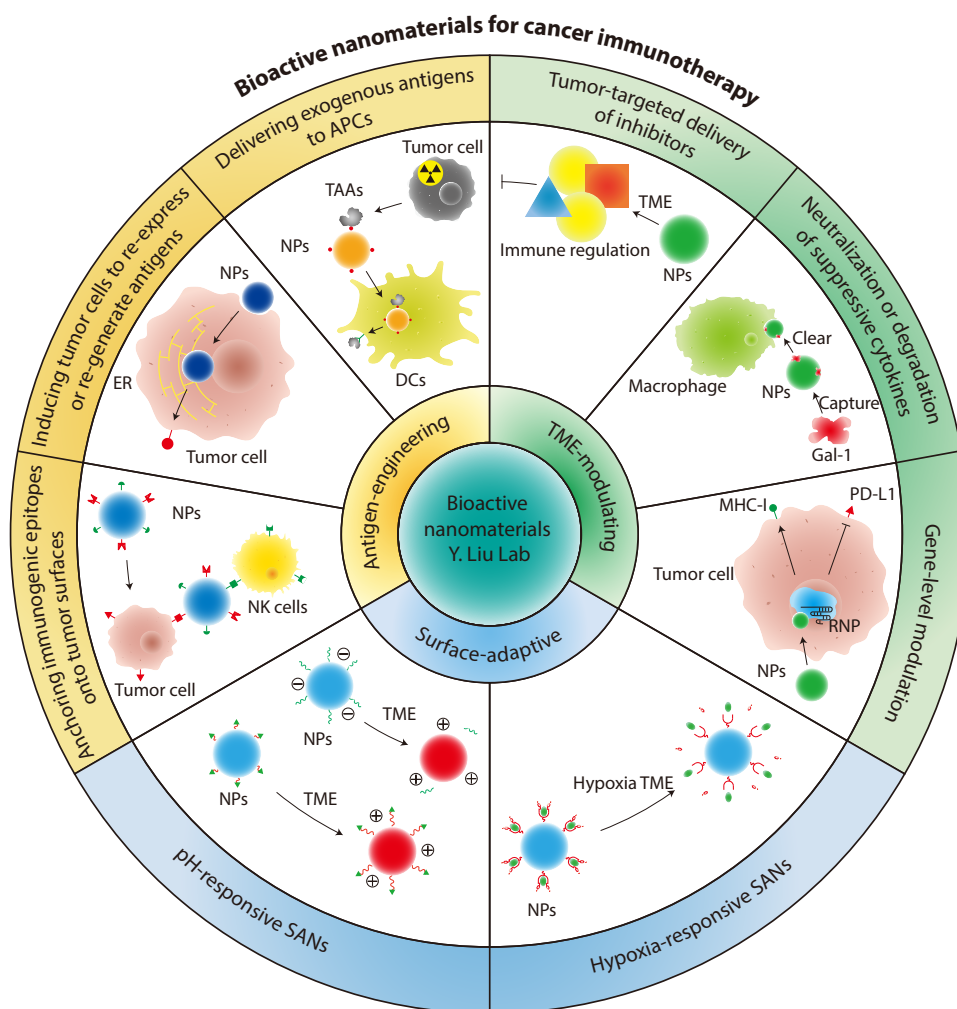 Bioactive nanomaterials for cancer immunotherapy
Delivering exogenous antigens
to APCs
Tumor cell
TAAs
NPs
DCs
Tumor-targeted delivery
of inhibitors
TME
Immune regulation
NPs
Neutralization or degradation
of suppressive cytokines
Clear
Macrophage
NPs
Capture
Gal-1
Gene-level modulation
MHC-I
PD-L1
Tumor cell
RNP
NPs
Hypoxia-responsive SANs
Hypoxia TME
NPs
pH-responsive SANs
NPs
TME
NPs
TME
Anchoring immunogenic epitopes
onto tumor surfaces
NPs
NK cells
Tumor cell
Inducing tumor cells to re-express
or re-generate antigens
NPs
ER
Tumor cell
Antigen-engineering
TME-modulating
Surface-adaptive
Bioactive
nanomaterials
Y. Liu Lab